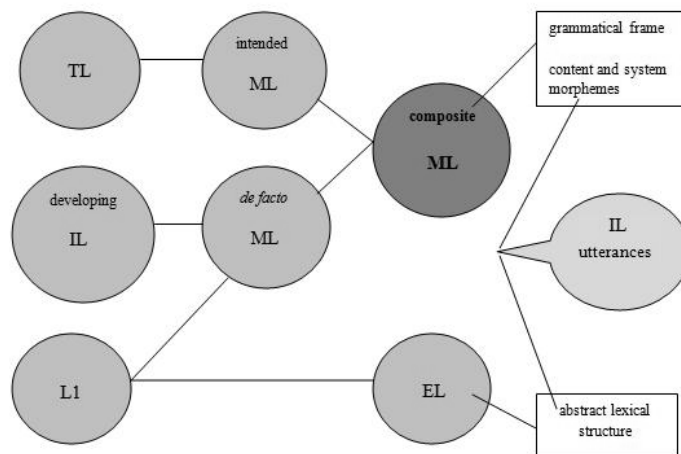 TL
intended
ML
composite
ML
grammatical frame
content and system
morphemes
developing
IL
de facto
ML
IL
utterances
L1
EL
abstract lexical
structure